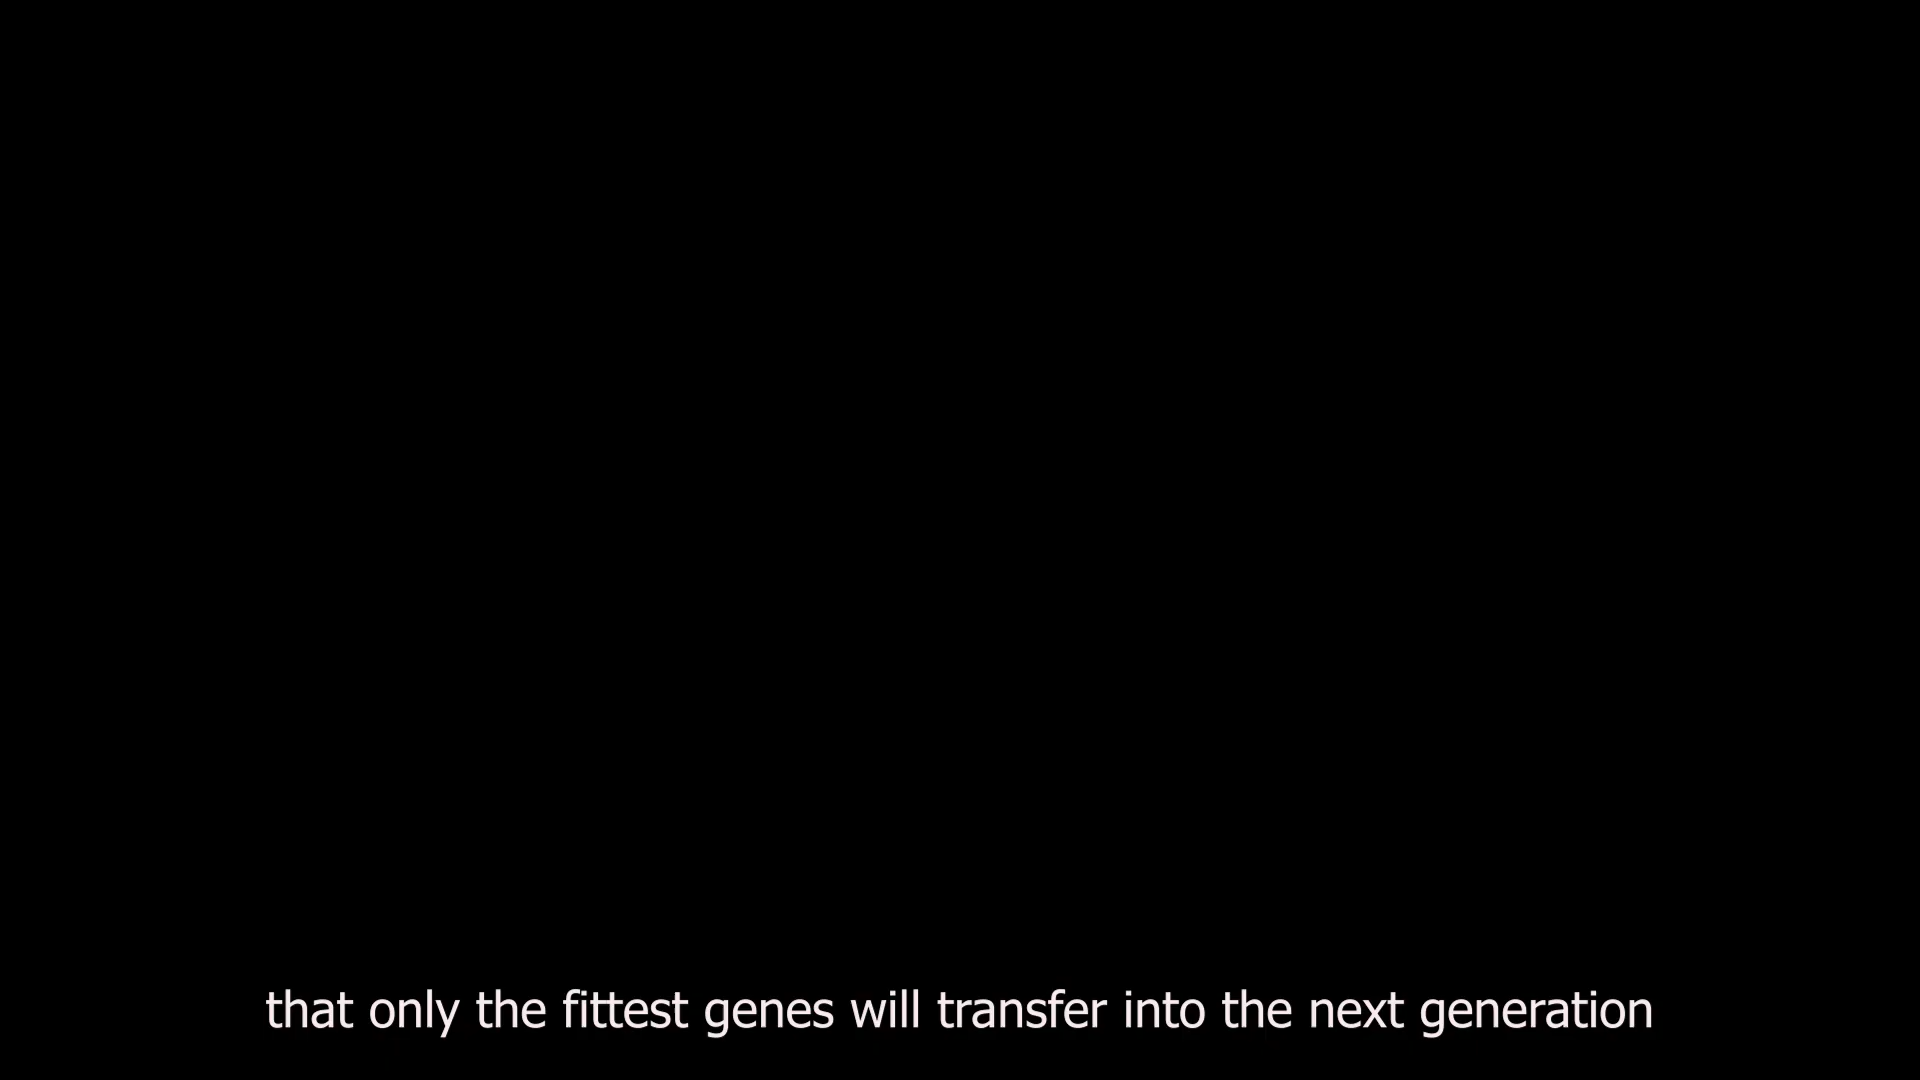 that only the fittest genes will transfer into the next generation